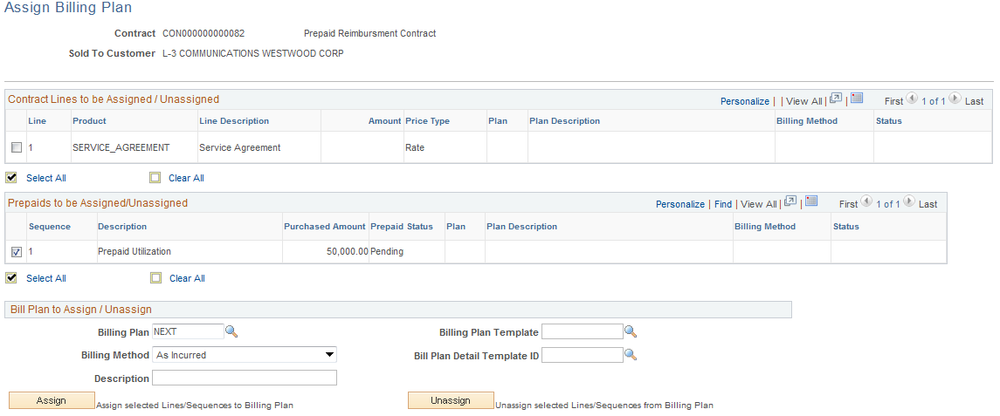 Assign Billing Plan
Contract CON000000000082 Prepaid Reimbursment Contract
Sold To Customer L-3 COMMUNICATIONS WESTWOOD CORP
Contract Lines to be Assigned / Unassigned Personalize | | View All | | First 1 of 1 Last
Line Product Line Description Amount Price Type Plan Plan Description Billing Method Status
1 SERVICE_AGREEMENT Service Agreement Rate
Select All Clear All
Prepaids to be Assigned/Unassigned Personalize | Find | View All | | First 1 of 1 Last
Sequence Description Purchased Amount Prepaid Status Plan Plan Description Billing Method Status
1 Prepaid Utilization 50,000.00 Pending
Select All Clear All
Bill Plan to Assign / Unassign
Billing Plan NEXT Billing Plan Template
Billing Method As Incurred Bill Plan Detail Template ID
Description
Assign Assign selected Lines/Sequences to Billing Plan Unassign Unassign selected Lines/Sequences from Billing Plan